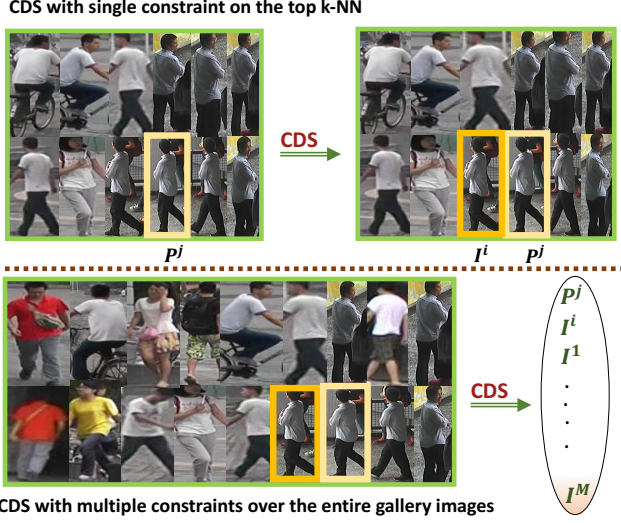 CDS with single constraint on the top k-NN
CDS
P^j
I^i P^j
CDS
P^j
I^i
I^1
.
.
.
.
I^M
CDS with multiple constraints over the entire gallery images